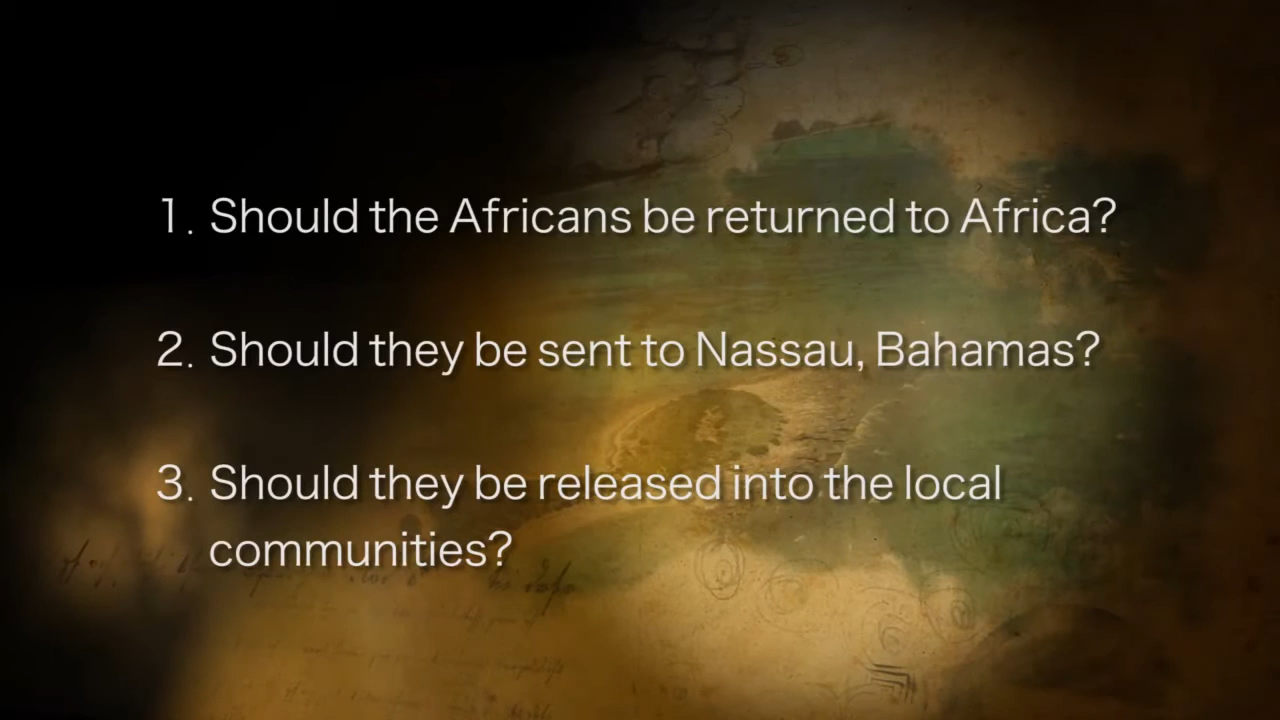 1. Should the Africans be returned to Africa?
2. Should they be sent to Nassau, Bahamas?
3. Should they be released into the local
communities?